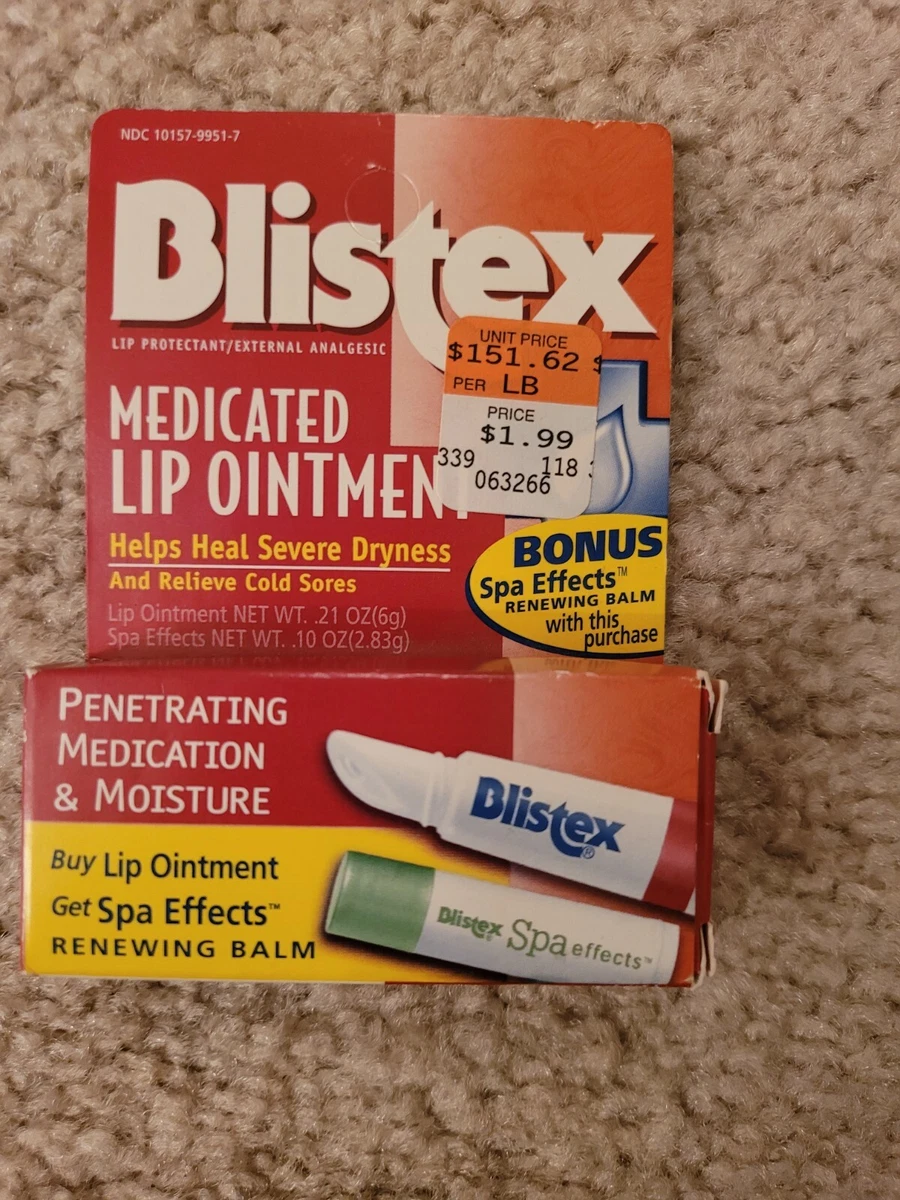 NDC 10157-9951-7
Blistex
LIP PROTECTANT/EXTERNAL ANALGESIC
UNIT PRICE
$151.62
PER LB
PRICE
$1.99
339 118
063266
MEDICATED
LIP OINTMENT
Helps Heal Severe Dryness
And Relieve Cold Sores
Lip Ointment NET WT. .21 OZ(6g)
Spa Effects NET WT. .10 OZ(2.83g)
BONUS
Spa Effects™
RENEWING BALM
with this
purchase
PENETRATING
MEDICATION
& MOISTURE
Blistex®
Buy Lip Ointment
Get Spa Effects™
RENEWING BALM
Blistex® Spa effects™